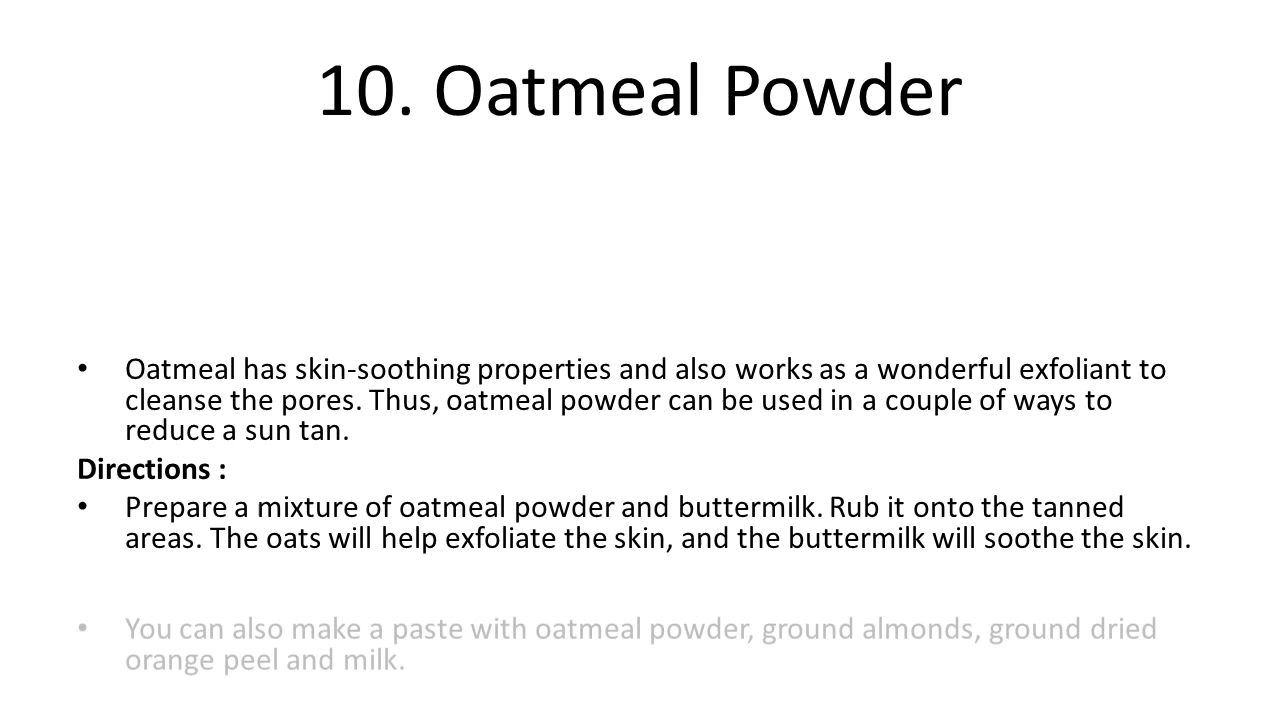 10. Oatmeal Powder
• Oatmeal has skin-soothing properties and also works as a wonderful exfoliant to
cleanse the pores. Thus, oatmeal powder can be used in a couple of ways to
reduce a sun tan.
Directions :
• Prepare a mixture of oatmeal powder and buttermilk. Rub it onto the tanned
areas. The oats will help exfoliate the skin, and the buttermilk will soothe the skin.
• You can also make a paste with oatmeal powder, ground almonds, ground dried
orange peel and milk.